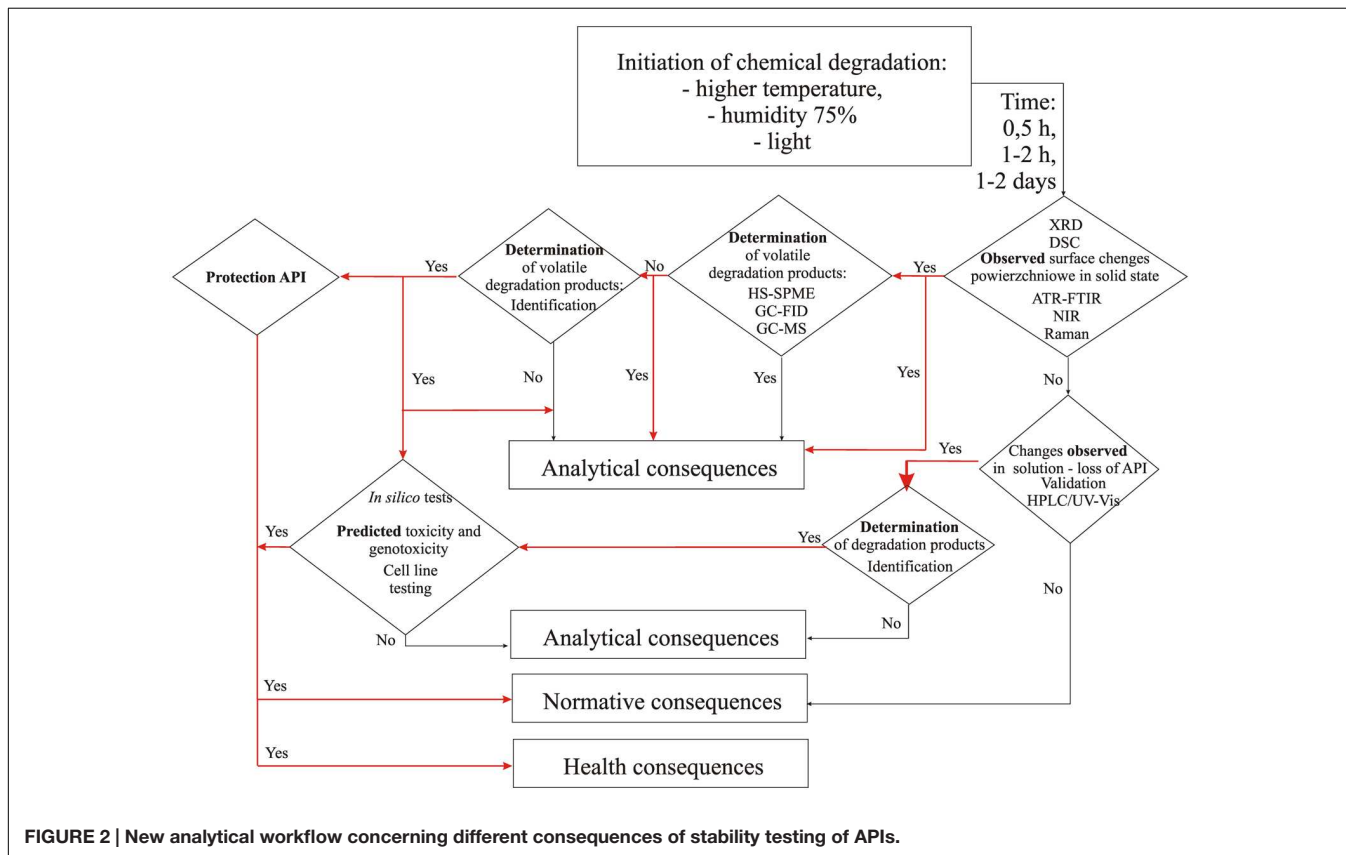 Initiation of chemical degradation:
- higher temperature,
- humidity 75%
- light
Time:
0,5 h,
1-2 h,
1-2 days
Protection API
Yes
Determination
of volatile
degradation products:
Identification
No
Determination
of volatile
degradation products:
HS-SPME
GC-FID
GC-MS
Yes
XRD
DSC
Observed surface chenges
powierzchniowe in solid state
ATR-FTIR
NIR
Raman
Yes
No
Yes
Yes
Yes
No
Analytical consequences
Yes
Changes observed
in solution - loss of API
Validation
HPLC/UV-Vis
In silico tests
Predicted toxicity and
genotoxicity
Cell line
testing
Yes
Yes
Determination
of degradation products
Identification
No
No
No
Analytical consequences
Yes
Normative consequences
Yes
Health consequences
FIGURE 2 | New analytical workflow concerning different consequences of stability testing of APIs.